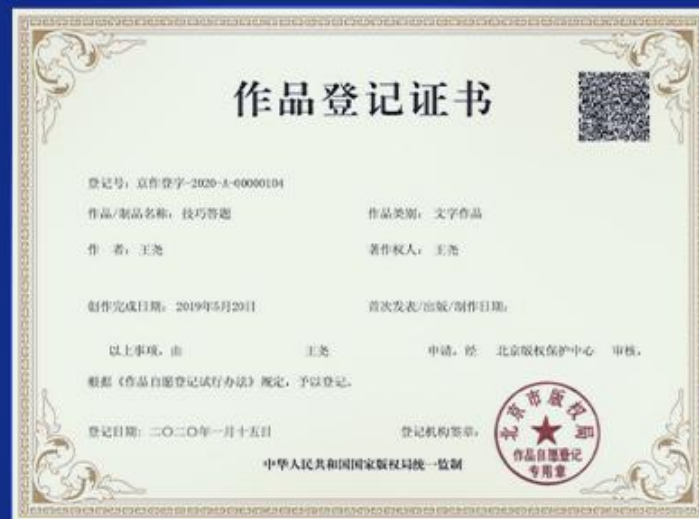 作品登记证书
登记号：京作登字-2020-A-00000104
作品/制品名称：技巧答题 作品类别：文字作品
作 者：王尧 著作权人：王尧
创作完成日期：2019年5月20日 首次发表/出版/制作日期：
以上事项，由 王尧 申请，经 北京版权保护中心 审核，
根据《作品自愿登记试行办法》规定，予以登记。
登记日期：二〇二〇年一月十五日 登记机构签章：
北京市版权局
作品自愿登记
专用章
中华人民共和国国家版权局统一监制